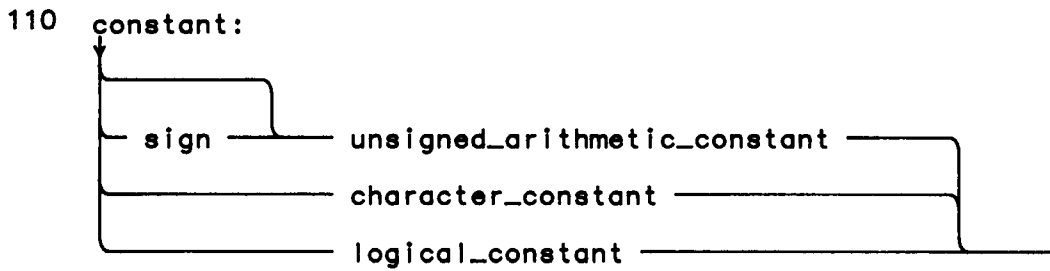 110 constant:
sign unsigned_arithmetic_constant
character_constant
logical_constant